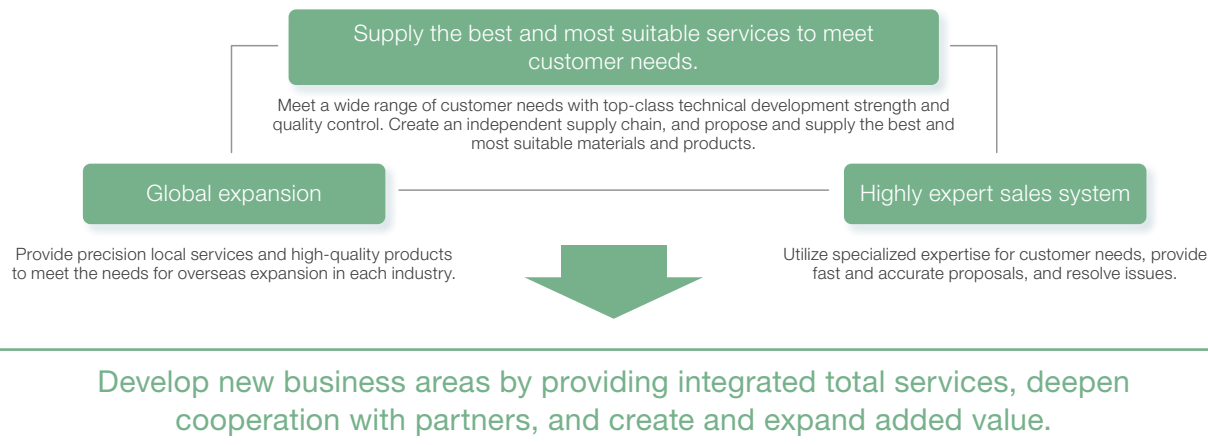 Supply the best and most suitable services to meet
customer needs.
Meet a wide range of customer needs with top-class technical development strength and
quality control. Create an independent supply chain, and propose and supply the best and
most suitable materials and products.
Global expansion
Provide precision local services and high-quality products
to meet the needs for overseas expansion in each industry.
Highly expert sales system
Utilize specialized expertise for customer needs, provide
fast and accurate proposals, and resolve issues.
Develop new business areas by providing integrated total services, deepen
cooperation with partners, and create and expand added value.